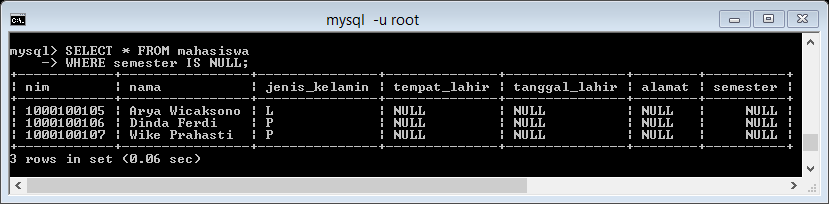 mysql -u root
mysql> SELECT * FROM mahasiswa
    -> WHERE semester IS NULL;
+------------+----------------+---------------+--------------+---------------+--------+----------+
| nim        | nama           | jenis_kelamin | tempat_lahir | tanggal_lahir | alamat | semester |
+------------+----------------+---------------+--------------+---------------+--------+----------+
| 1000100105 | Arya Wicaksono | L             | NULL         | NULL          | NULL   |     NULL |
| 1000100106 | Dinda Ferdi    | P             | NULL         | NULL          | NULL   |     NULL |
| 1000100107 | Wike Prahasti  | P             | NULL         | NULL          | NULL   |     NULL |
+------------+----------------+---------------+--------------+---------------+--------+----------+
3 rows in set (0.06 sec)